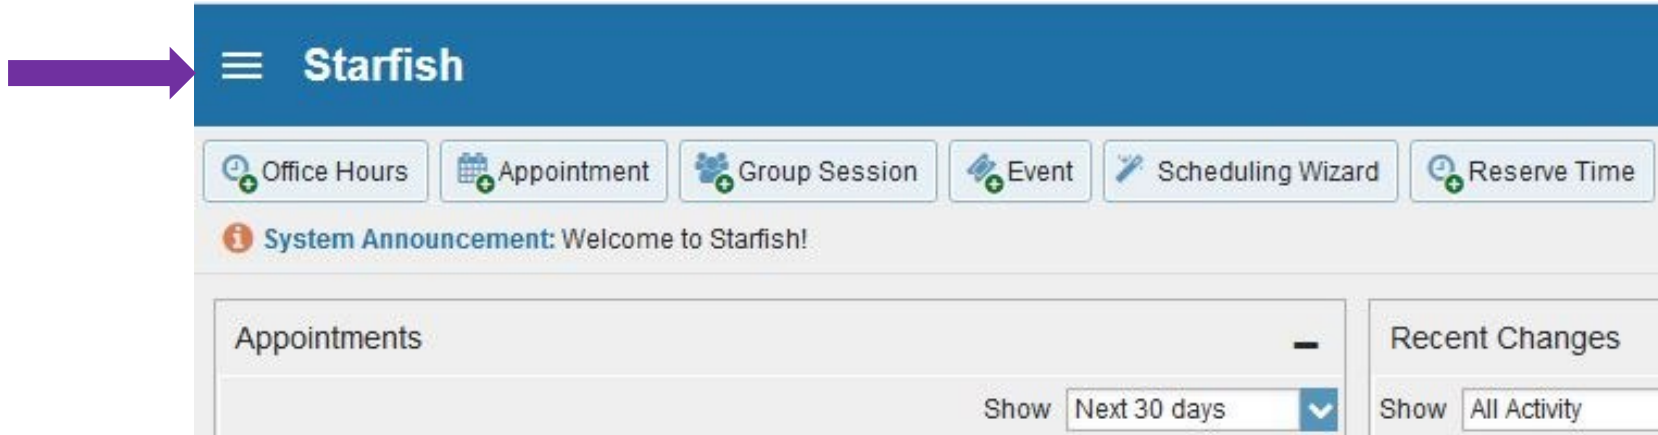 Starfish
Office Hours Appointment Group Session Event Scheduling Wizard Reserve Time
System Announcement: Welcome to Starfish!
Appointments
Recent Changes
Show Next 30 days
Show All Activity